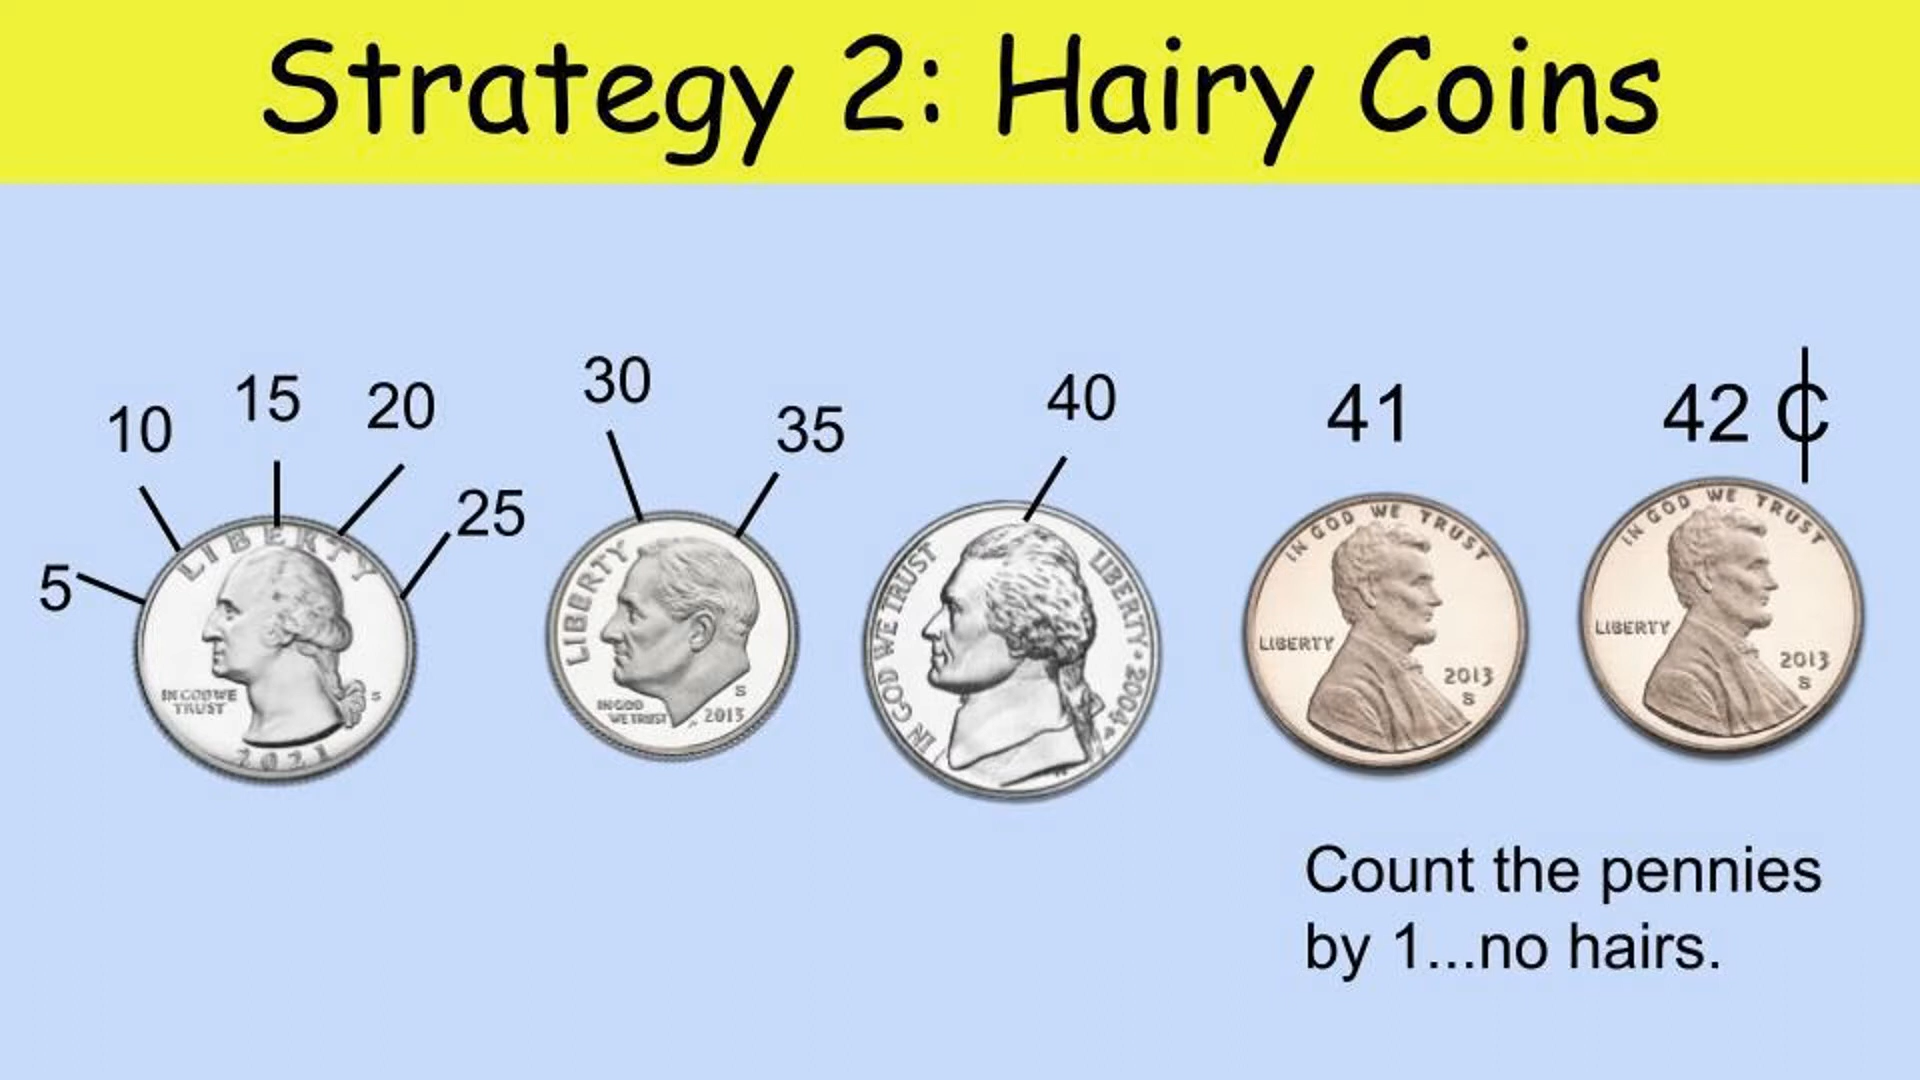 Strategy 2: Hairy Coins
5 10 15 20 25 30 35 40 41 42 ¢
LIBERTY
IN GOD WE
TRUST
S
2021
LIBERTY
IN GOD
WE TRUST
S
2013
IN GOD WE TRUST
LIBERTY 2004
IN GOD WE TRUST
LIBERTY
2013
S
IN GOD WE TRUST
LIBERTY
2013
S
Count the pennies
by 1...no hairs.